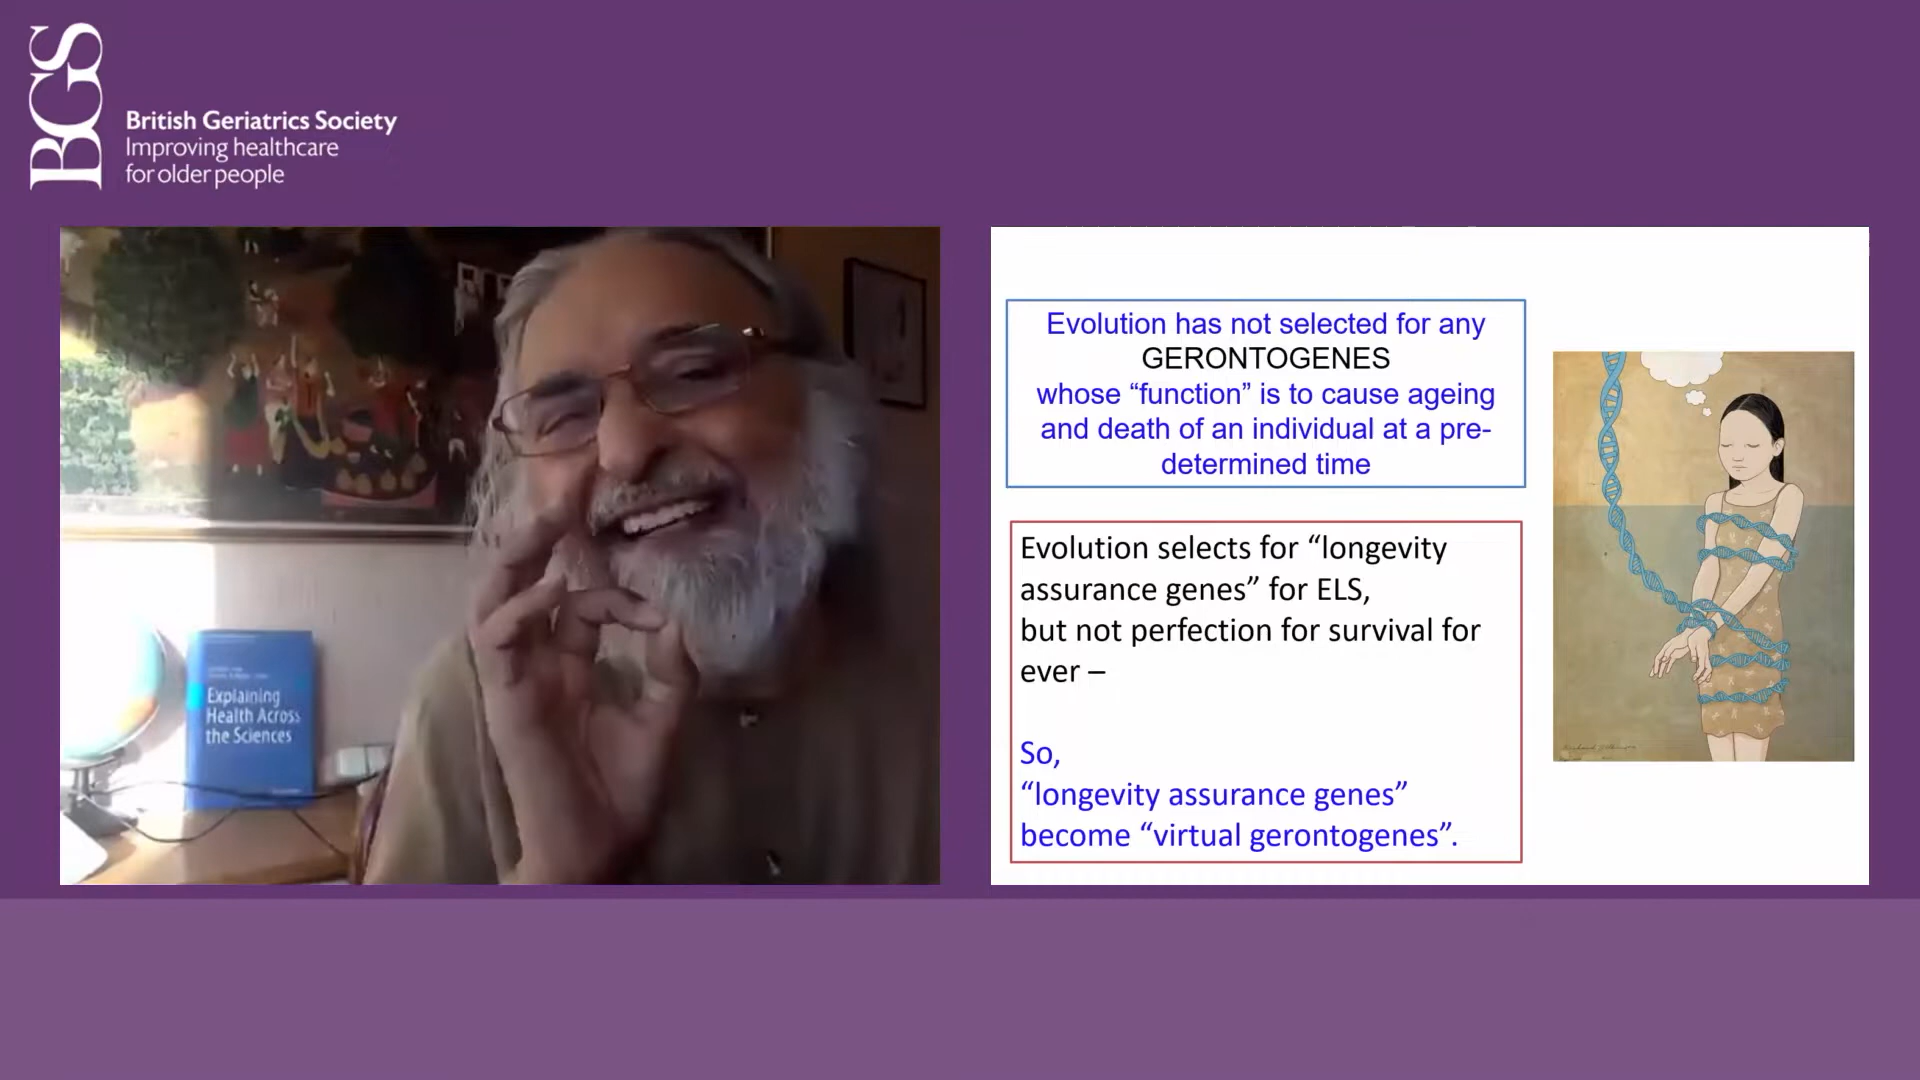 BGS
British Geriatrics Society
Improving healthcare
for older people
Explaining
Health Across
the Sciences
Evolution has not selected for any
GERONTOGENES
whose “function” is to cause ageing
and death of an individual at a pre-
determined time
Evolution selects for “longevity
assurance genes” for ELS,
but not perfection for survival for
ever –
So,
“longevity assurance genes”
become “virtual gerontogenes”.